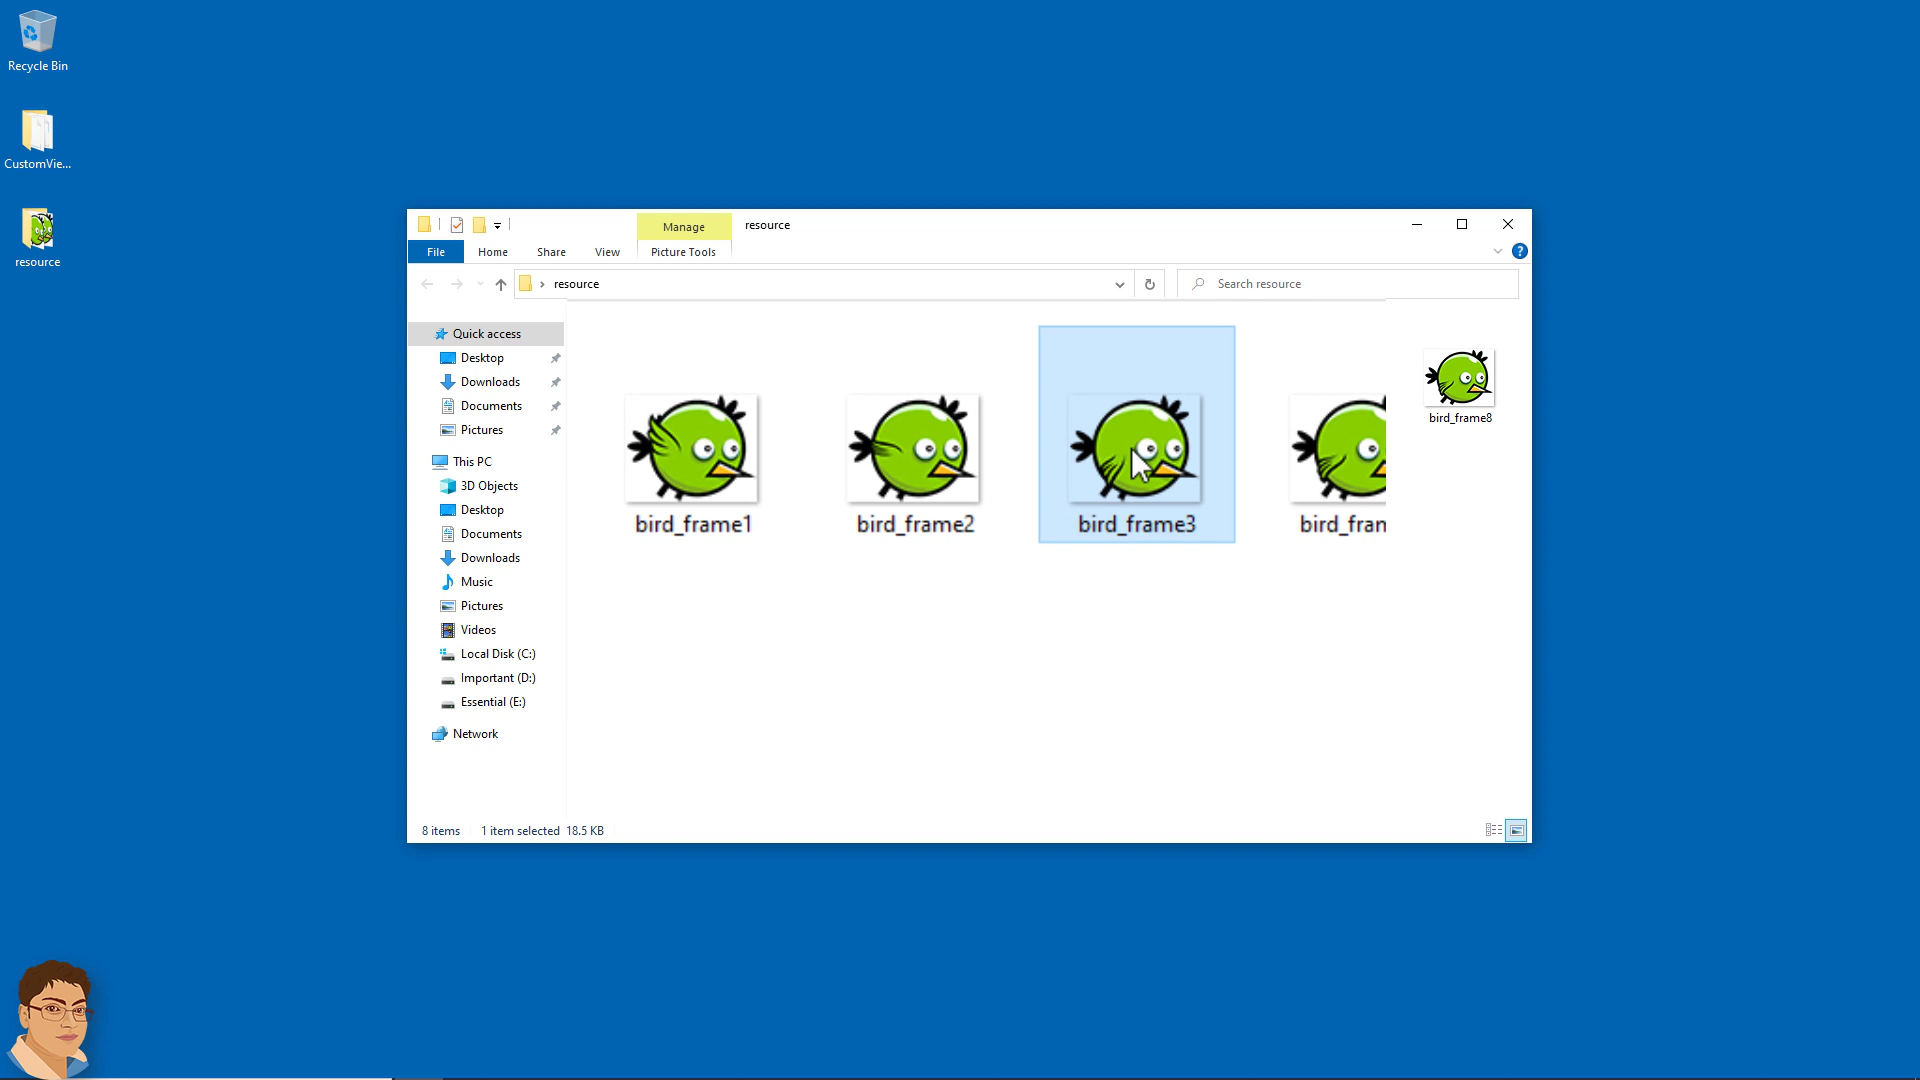 Recycle Bin
CustomVie...
resource
Manage
resource
File
Home
Share
View
Picture Tools
resource
Search resource
Quick access
Desktop
Downloads
Documents
Pictures
This PC
3D Objects
Desktop
Documents
Downloads
Music
Pictures
Videos
Local Disk (C:)
Important (D:)
Essential (E:)
Network
bird_frame1
bird_frame2
bird_frame3
bird_fran
bird_frame8
8 items
1 item selected 18.5 KB